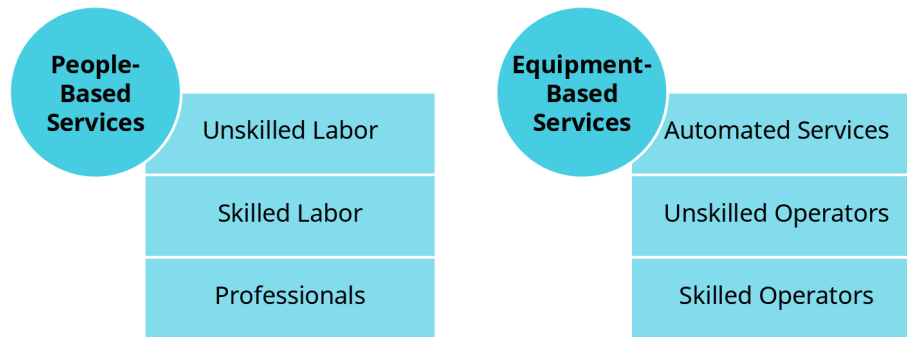 People-
Based
Services
Unskilled Labor
Skilled Labor
Professionals
Equipment-
Based
Services
Automated Services
Unskilled Operators
Skilled Operators